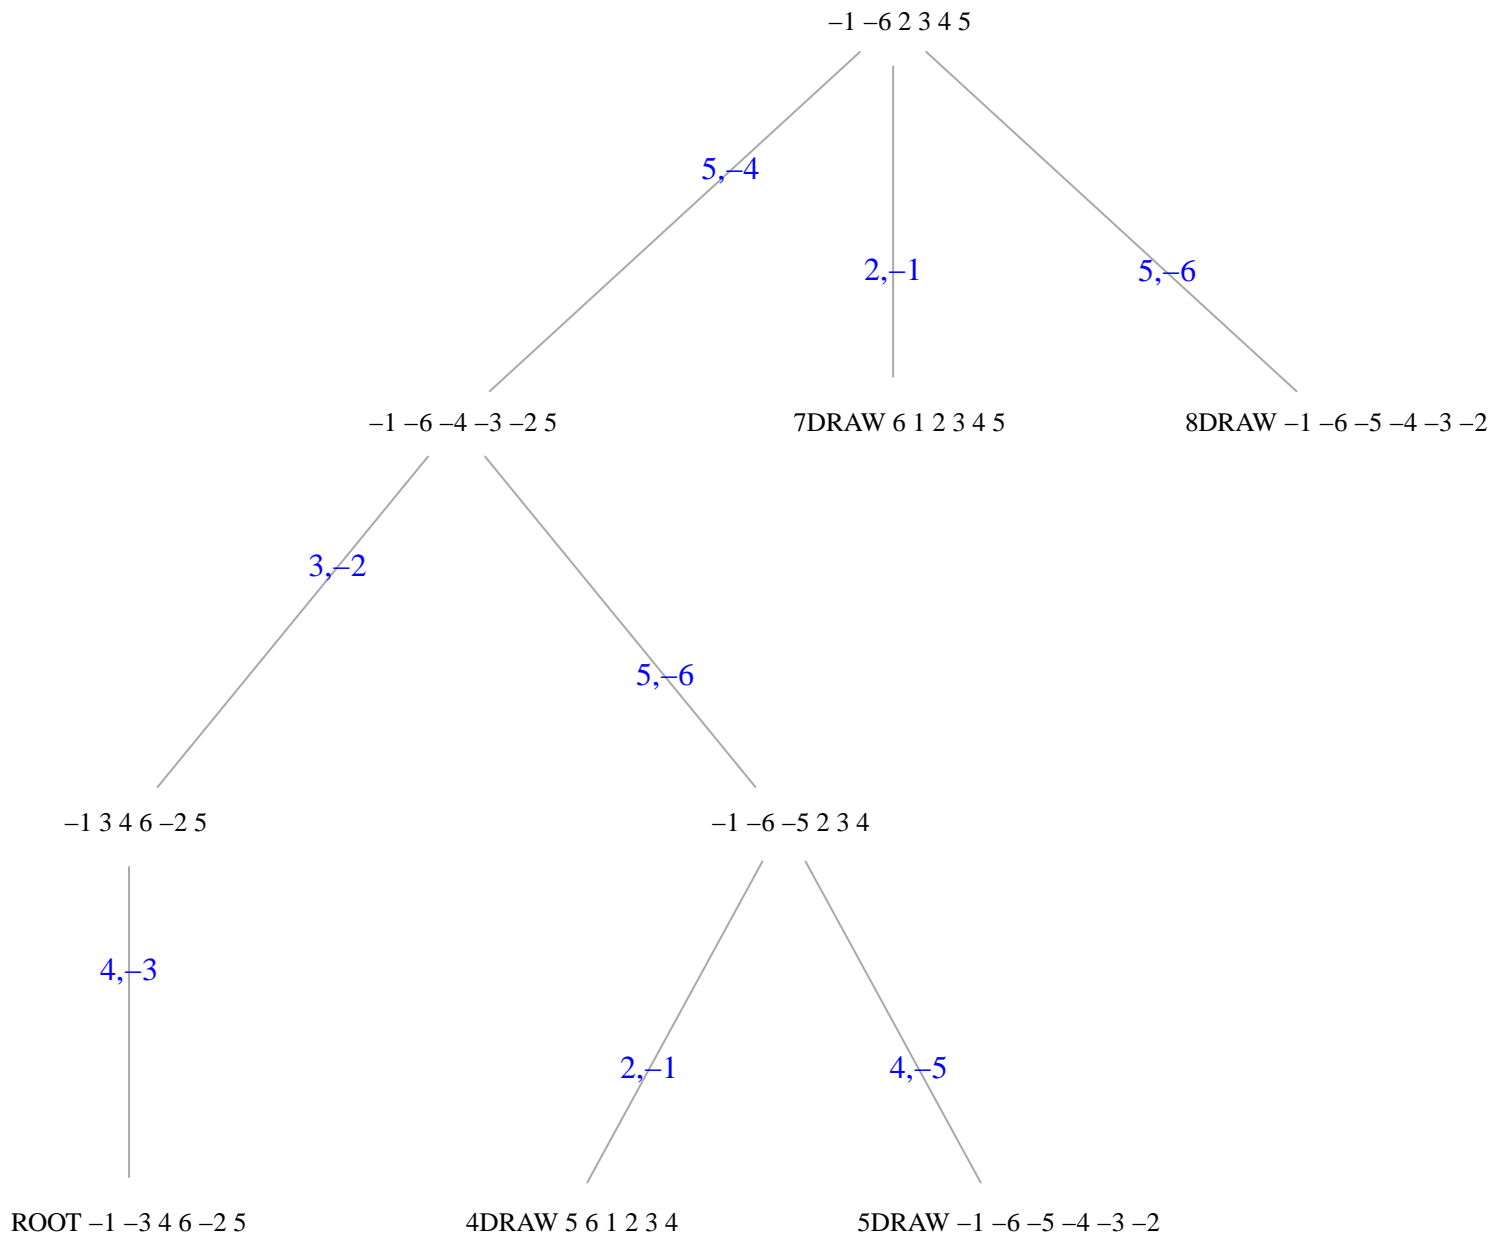 –1 –6 2 3 4 5
5,–4
2,–1
5,–6
–1 –6 –4 –3 –2 5
7DRAW 6 1 2 3 4 5
8DRAW –1 –6 –5 –4 –3 –2
3,–2
5,–6
–1 3 4 6 –2 5
–1 –6 –5 2 3 4
4,–3
2,–1
4,–5
ROOT –1 –3 4 6 –2 5
4DRAW 5 6 1 2 3 4
5DRAW –1 –6 –5 –4 –3 –2